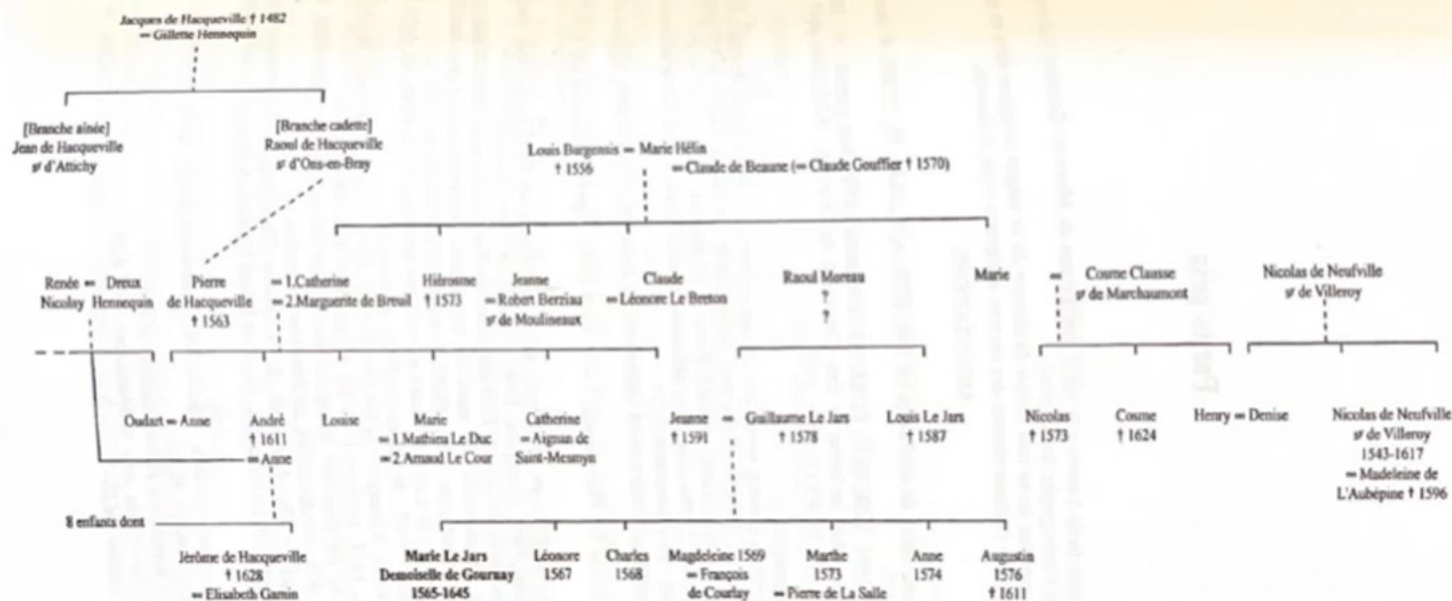 Jacques de Hacqueville † 1482
= Gillette Hennequin
[Branche aînée]
Jean de Hacqueville
sr d'Attichy
[Branche cadette]
Raoul de Hacqueville
sr d'Ons-en-Bray
Louis Burgensis = Marie Hélin
† 1556
= Claude de Beaune (= Claude Gouffier † 1570)
Renée = Dreux
Nicolay Hennequin
Pierre
de Hacqueville
† 1563
= 1.Catherine
= 2.Marguerite de Breuil
Hiérosme
† 1573
Jeanne
= Robert Berziau
sr de Moulineaux
Claude
= Léonore Le Breton
Raoul Moreau
?
?
Marie =
Cosme Clausse
sr de Marchaumont
Nicolas de Neufville
sr de Villeroy
Oudart = Anne
André
† 1611
= Anne
Louise
Marie
= 1.Mathieu Le Duc
= 2.Arnaud Le Cour
Catherine
= Aignan de
Saint-Mesmyn
Jeanne =
† 1591
Guillaume Le Jars
† 1578
Louis Le Jars
† 1587
Nicolas
† 1573
Cosme
† 1624
Henry = Denise
Nicolas de Neufville
sr de Villeroy
1543-1617
= Madeleine de
L'Aubépine † 1596
8 enfants dont
Jérôme de Hacqueville
† 1628
= Elisabeth Gamin
Marie Le Jars
Demoiselle de Gournay
1565-1645
Léonore
1567
Charles
1568
Magdeleine 1569
= François
de Courlay
Marthe
1573
= Pierre de La Salle
Anne
1574
Augustin
1576
† 1611